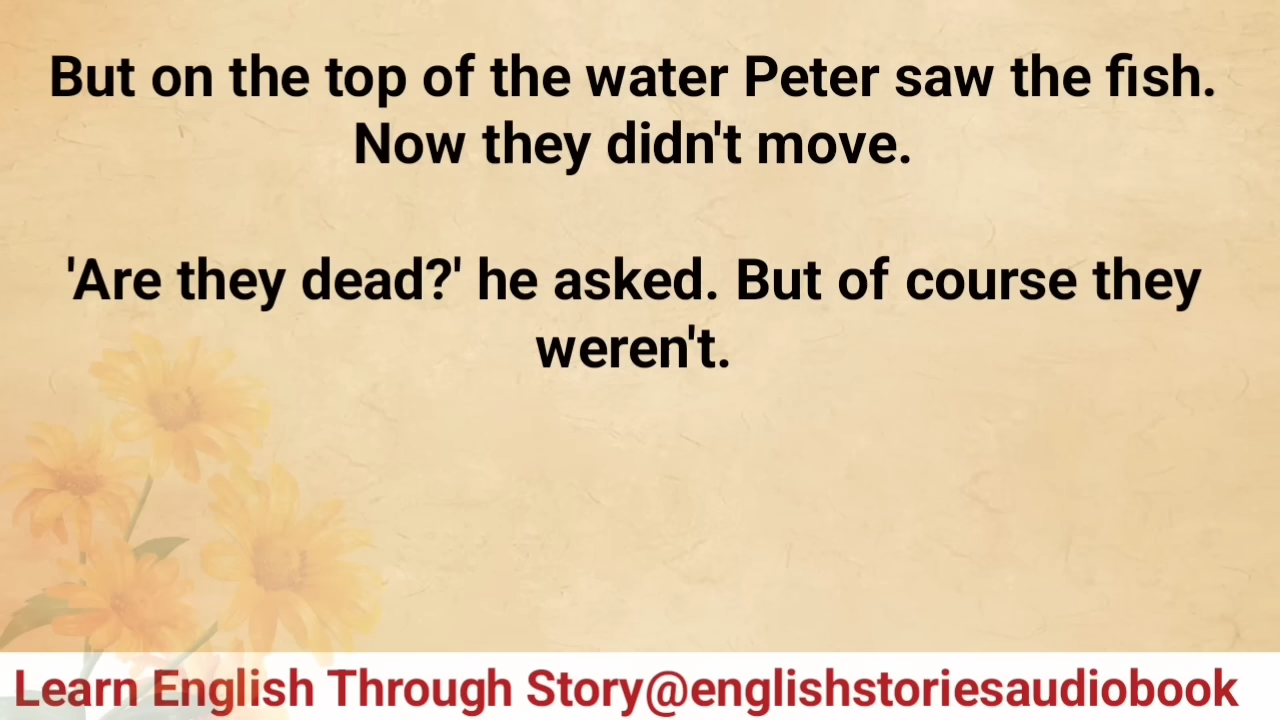 But on the top of the water Peter saw the fish.
Now they didn't move.
'Are they dead?' he asked. But of course they
weren't.
Learn English Through Story@englishstoriesaudiobook